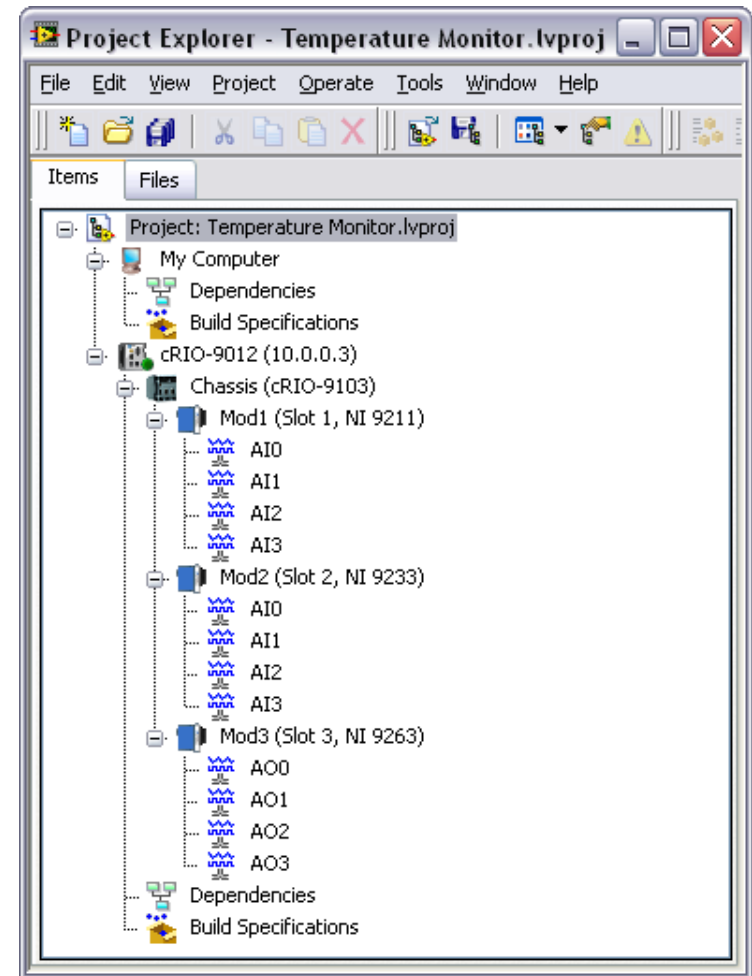 Project Explorer - Temperature Monitor.lvproj
File Edit View Project Operate Tools Window Help
Items Files
Project: Temperature Monitor.lvproj
My Computer
Dependencies
Build Specifications
cRIO-9012 (10.0.0.3)
Chassis (cRIO-9103)
Mod1 (Slot 1, NI 9211)
AI0
AI1
AI2
AI3
Mod2 (Slot 2, NI 9233)
AI0
AI1
AI2
AI3
Mod3 (Slot 3, NI 9263)
AO0
AO1
AO2
AO3
Dependencies
Build Specifications